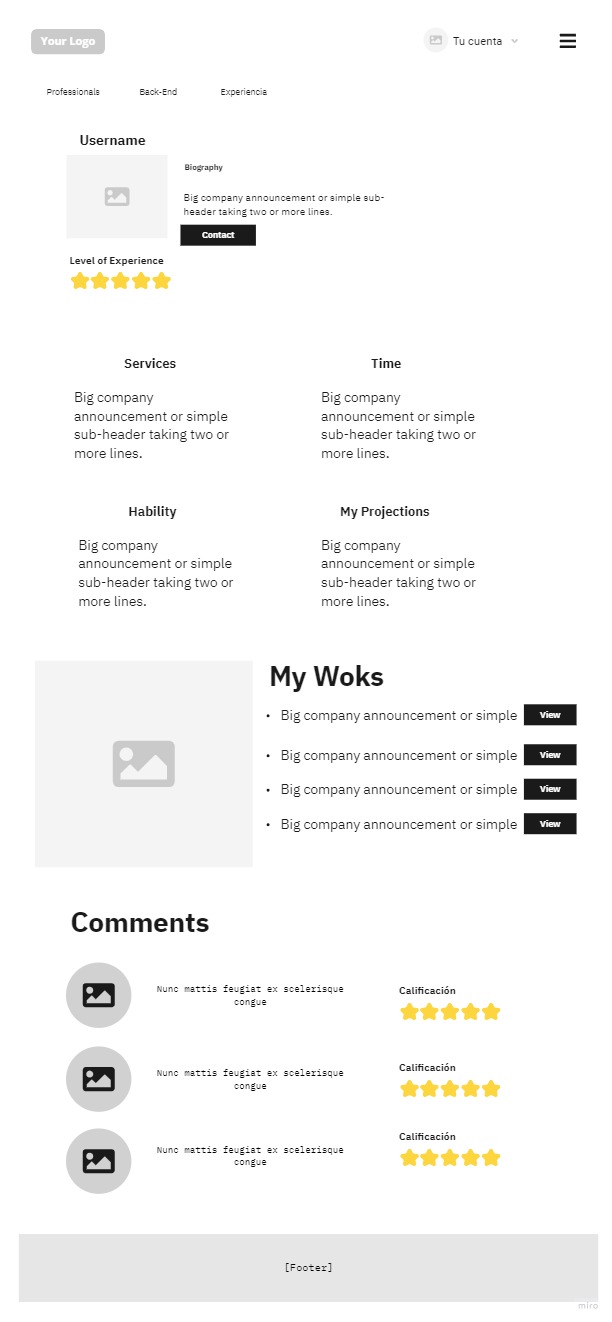 Your Logo
Tu cuenta
Professionals
Back-End
Experiencia
Username
Biography
Big company announcement or simple sub-
header taking two or more lines.
Contact
Level of Experience
Services
Big company
announcement or simple
sub-header taking two or
more lines.
Time
Big company
announcement or simple
sub-header taking two or
more lines.
Hability
Big company
announcement or simple
sub-header taking two or
more lines.
My Projections
Big company
announcement or simple
sub-header taking two or
more lines.
My Woks
• Big company announcement or simple
View
• Big company announcement or simple
View
• Big company announcement or simple
View
• Big company announcement or simple
View
Comments
Nunc mattis feugiat ex scelerisque
congue
Calificación
Nunc mattis feugiat ex scelerisque
congue
Calificación
Nunc mattis feugiat ex scelerisque
congue
Calificación
[Footer]
miro